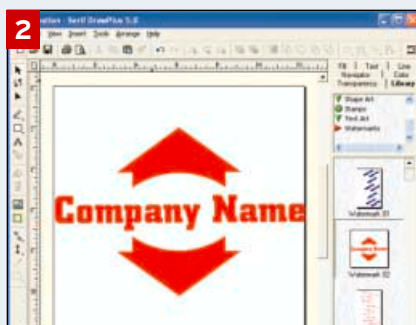 2
Serif DrawPlus 5.0
View Insert Tools Arrange Help
Fill Text Line
Navigator Color
Transparency Library
Shape Art
Stamps
Text Art
Watermarks
Company Name
Watermark 01
Watermark 02